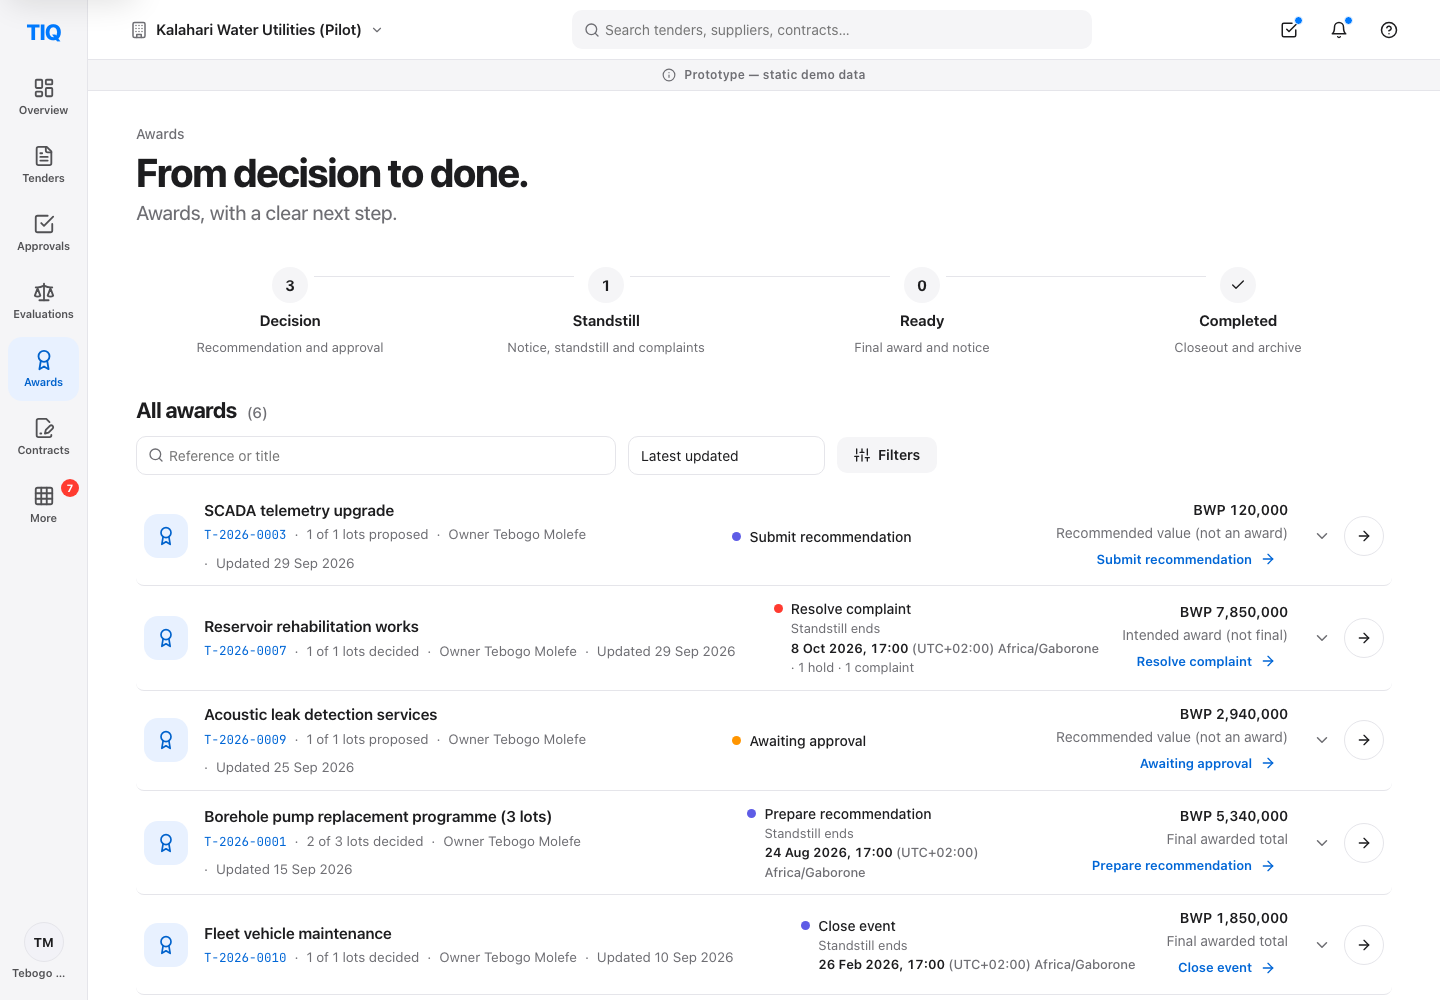 TIQ
Overview
Tenders
Approvals
Evaluations
Awards
Contracts
7
More
TM
Tebogo ...
Kalahari Water Utilities (Pilot)
Search tenders, suppliers, contracts...
Prototype — static demo data
Awards
From decision to done.
Awards, with a clear next step.
3
Decision
Recommendation and approval
1
Standstill
Notice, standstill and complaints
0
Ready
Final award and notice
Completed
Closeout and archive
All awards (6)
Reference or title
Latest updated
Filters
SCADA telemetry upgrade
T-2026-0003 · 1 of 1 lots proposed · Owner Tebogo Molefe
· Updated 29 Sep 2026
Submit recommendation
BWP 120,000
Recommended value (not an award)
Submit recommendation
Reservoir rehabilitation works
T-2026-0007 · 1 of 1 lots decided · Owner Tebogo Molefe · Updated 29 Sep 2026
Resolve complaint
Standstill ends
8 Oct 2026, 17:00 (UTC+02:00) Africa/Gaborone
· 1 hold · 1 complaint
BWP 7,850,000
Intended award (not final)
Resolve complaint
Acoustic leak detection services
T-2026-0009 · 1 of 1 lots proposed · Owner Tebogo Molefe
· Updated 25 Sep 2026
Awaiting approval
BWP 2,940,000
Recommended value (not an award)
Awaiting approval
Borehole pump replacement programme (3 lots)
T-2026-0001 · 2 of 3 lots decided · Owner Tebogo Molefe
· Updated 15 Sep 2026
Prepare recommendation
Standstill ends
24 Aug 2026, 17:00 (UTC+02:00)
Africa/Gaborone
BWP 5,340,000
Final awarded total
Prepare recommendation
Fleet vehicle maintenance
T-2026-0010 · 1 of 1 lots decided · Owner Tebogo Molefe · Updated 10 Sep 2026
Close event
Standstill ends
26 Feb 2026, 17:00 (UTC+02:00) Africa/Gaborone
BWP 1,850,000
Final awarded total
Close event